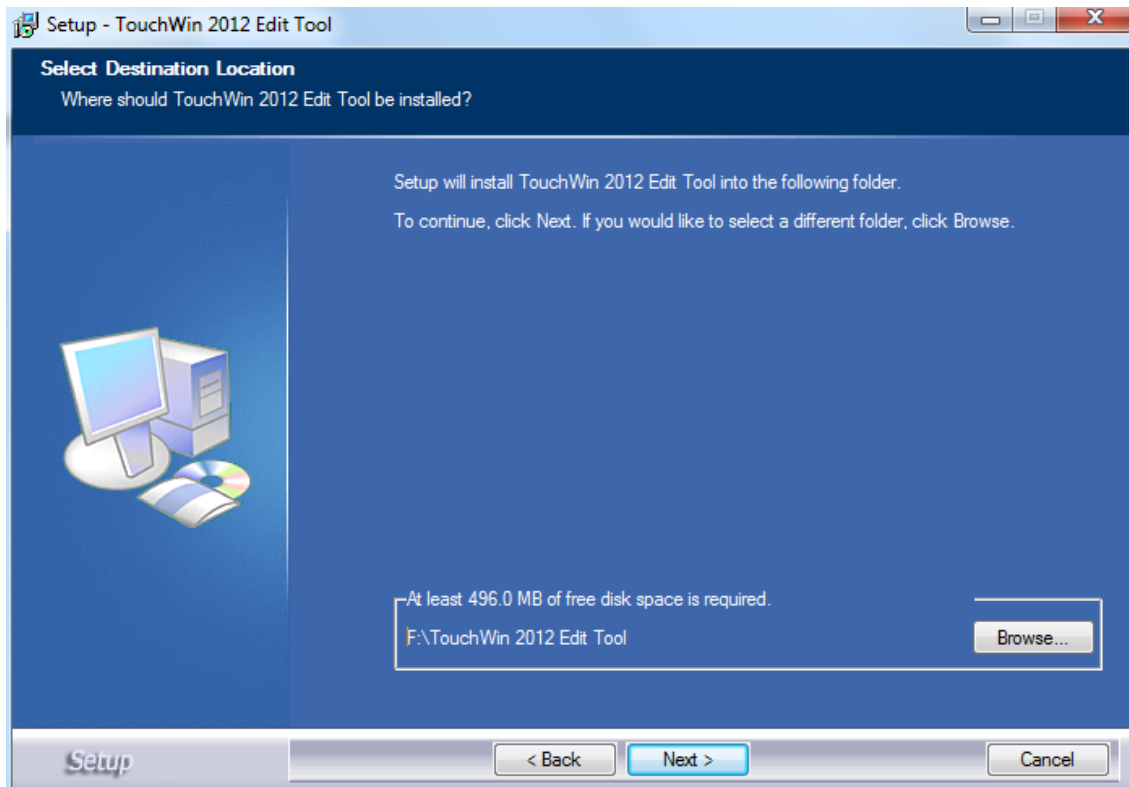 Setup - TouchWin 2012 Edit Tool
Select Destination Location
Where should TouchWin 2012 Edit Tool be installed?
Setup will install TouchWin 2012 Edit Tool into the following folder.
To continue, click Next. If you would like to select a different folder, click Browse.
At least 496.0 MB of free disk space is required.
F:\TouchWin 2012 Edit Tool
Browse...
Setup
< Back
Next >
Cancel